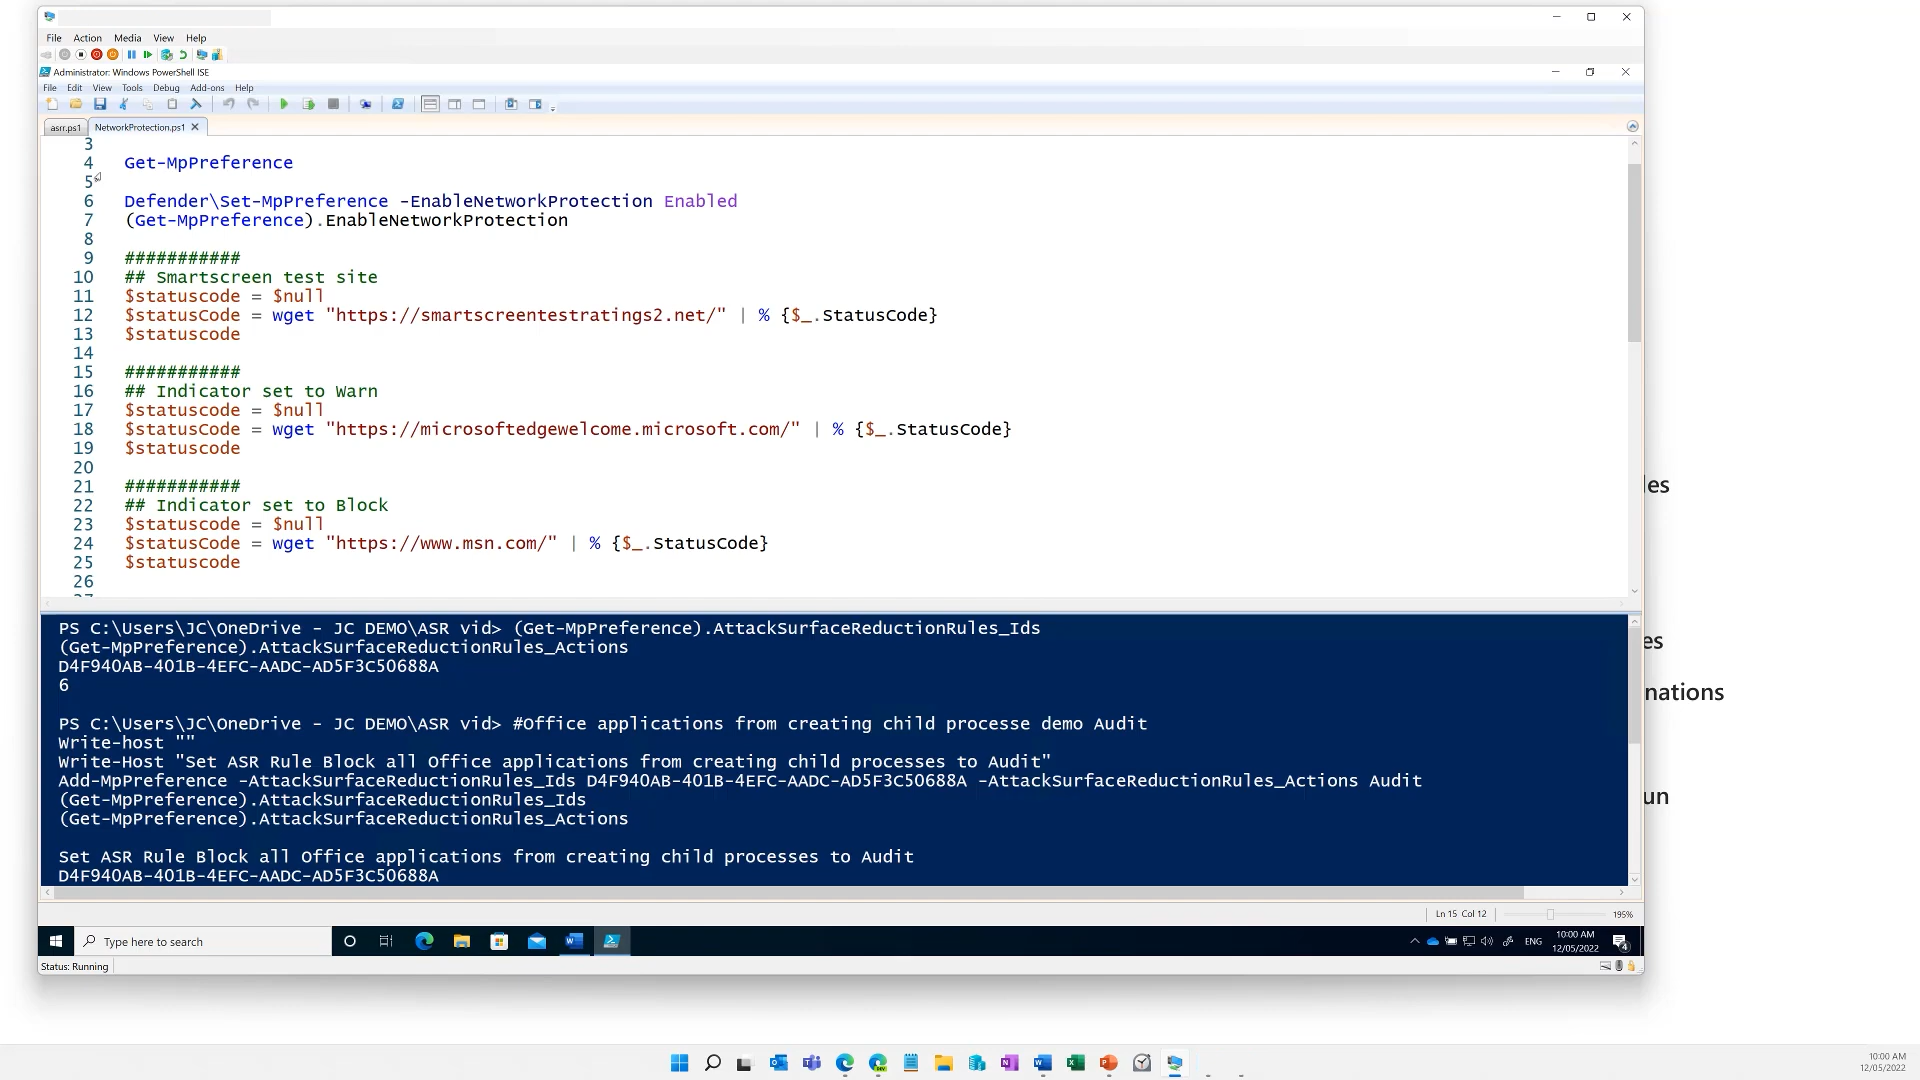 File Action Media View Help
Administrator: Windows PowerShell ISE
File Edit View Tools Debug Add-ons Help
asrr.ps1 NetworkProtection.ps1
3
4 Get-MpPreference
5
6 Defender\Set-MpPreference -EnableNetworkProtection Enabled
7 (Get-MpPreference).EnableNetworkProtection
8
9 ###########
10 ## Smartscreen test site
11 $statuscode = $null
12 $statusCode = wget "https://smartscreentestratings2.net/" | % {$_.StatusCode}
13 $statuscode
14
15 ###########
16 ## Indicator set to Warn
17 $statuscode = $null
18 $statusCode = wget "https://microsoftedgewelcome.microsoft.com/" | % {$_.StatusCode}
19 $statuscode
20
21 ###########
22 ## Indicator set to Block
23 $statuscode = $null
24 $statusCode = wget "https://www.msn.com/" | % {$_.StatusCode}
25 $statuscode
26
PS C:\Users\JC\OneDrive - JC DEMO\ASR vid> (Get-MpPreference).AttackSurfaceReductionRules_Ids
(Get-MpPreference).AttackSurfaceReductionRules_Actions
D4F940AB-401B-4EFC-AADC-AD5F3C50688A
6
PS C:\Users\JC\OneDrive - JC DEMO\ASR vid> #Office applications from creating child processe demo Audit
Write-host ""
Write-Host "Set ASR Rule Block all Office applications from creating child processes to Audit"
Add-MpPreference -AttackSurfaceReductionRules_Ids D4F940AB-401B-4EFC-AADC-AD5F3C50688A -AttackSurfaceReductionRules_Actions Audit
(Get-MpPreference).AttackSurfaceReductionRules_Ids
(Get-MpPreference).AttackSurfaceReductionRules_Actions
Set ASR Rule Block all Office applications from creating child processes to Audit
D4F940AB-401B-4EFC-AADC-AD5F3C50688A
Ln 15 Col 12 195%
Type here to search
ENG
10:00 AM
12/05/2022
4
Status: Running
les
es
nations
un
10:00 AM
12/05/2022